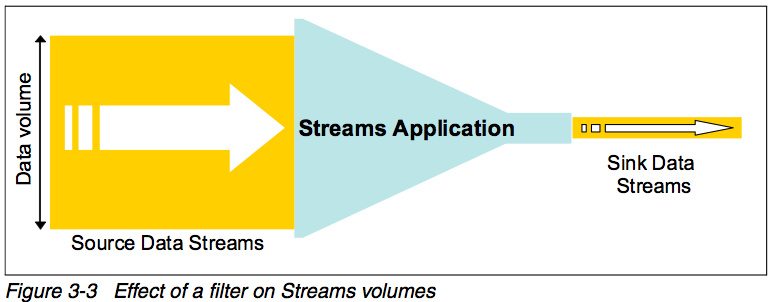 Data volume
Streams Application
Sink Data
Streams
Source Data Streams
Figure 3-3 Effect of a filter on Streams volumes